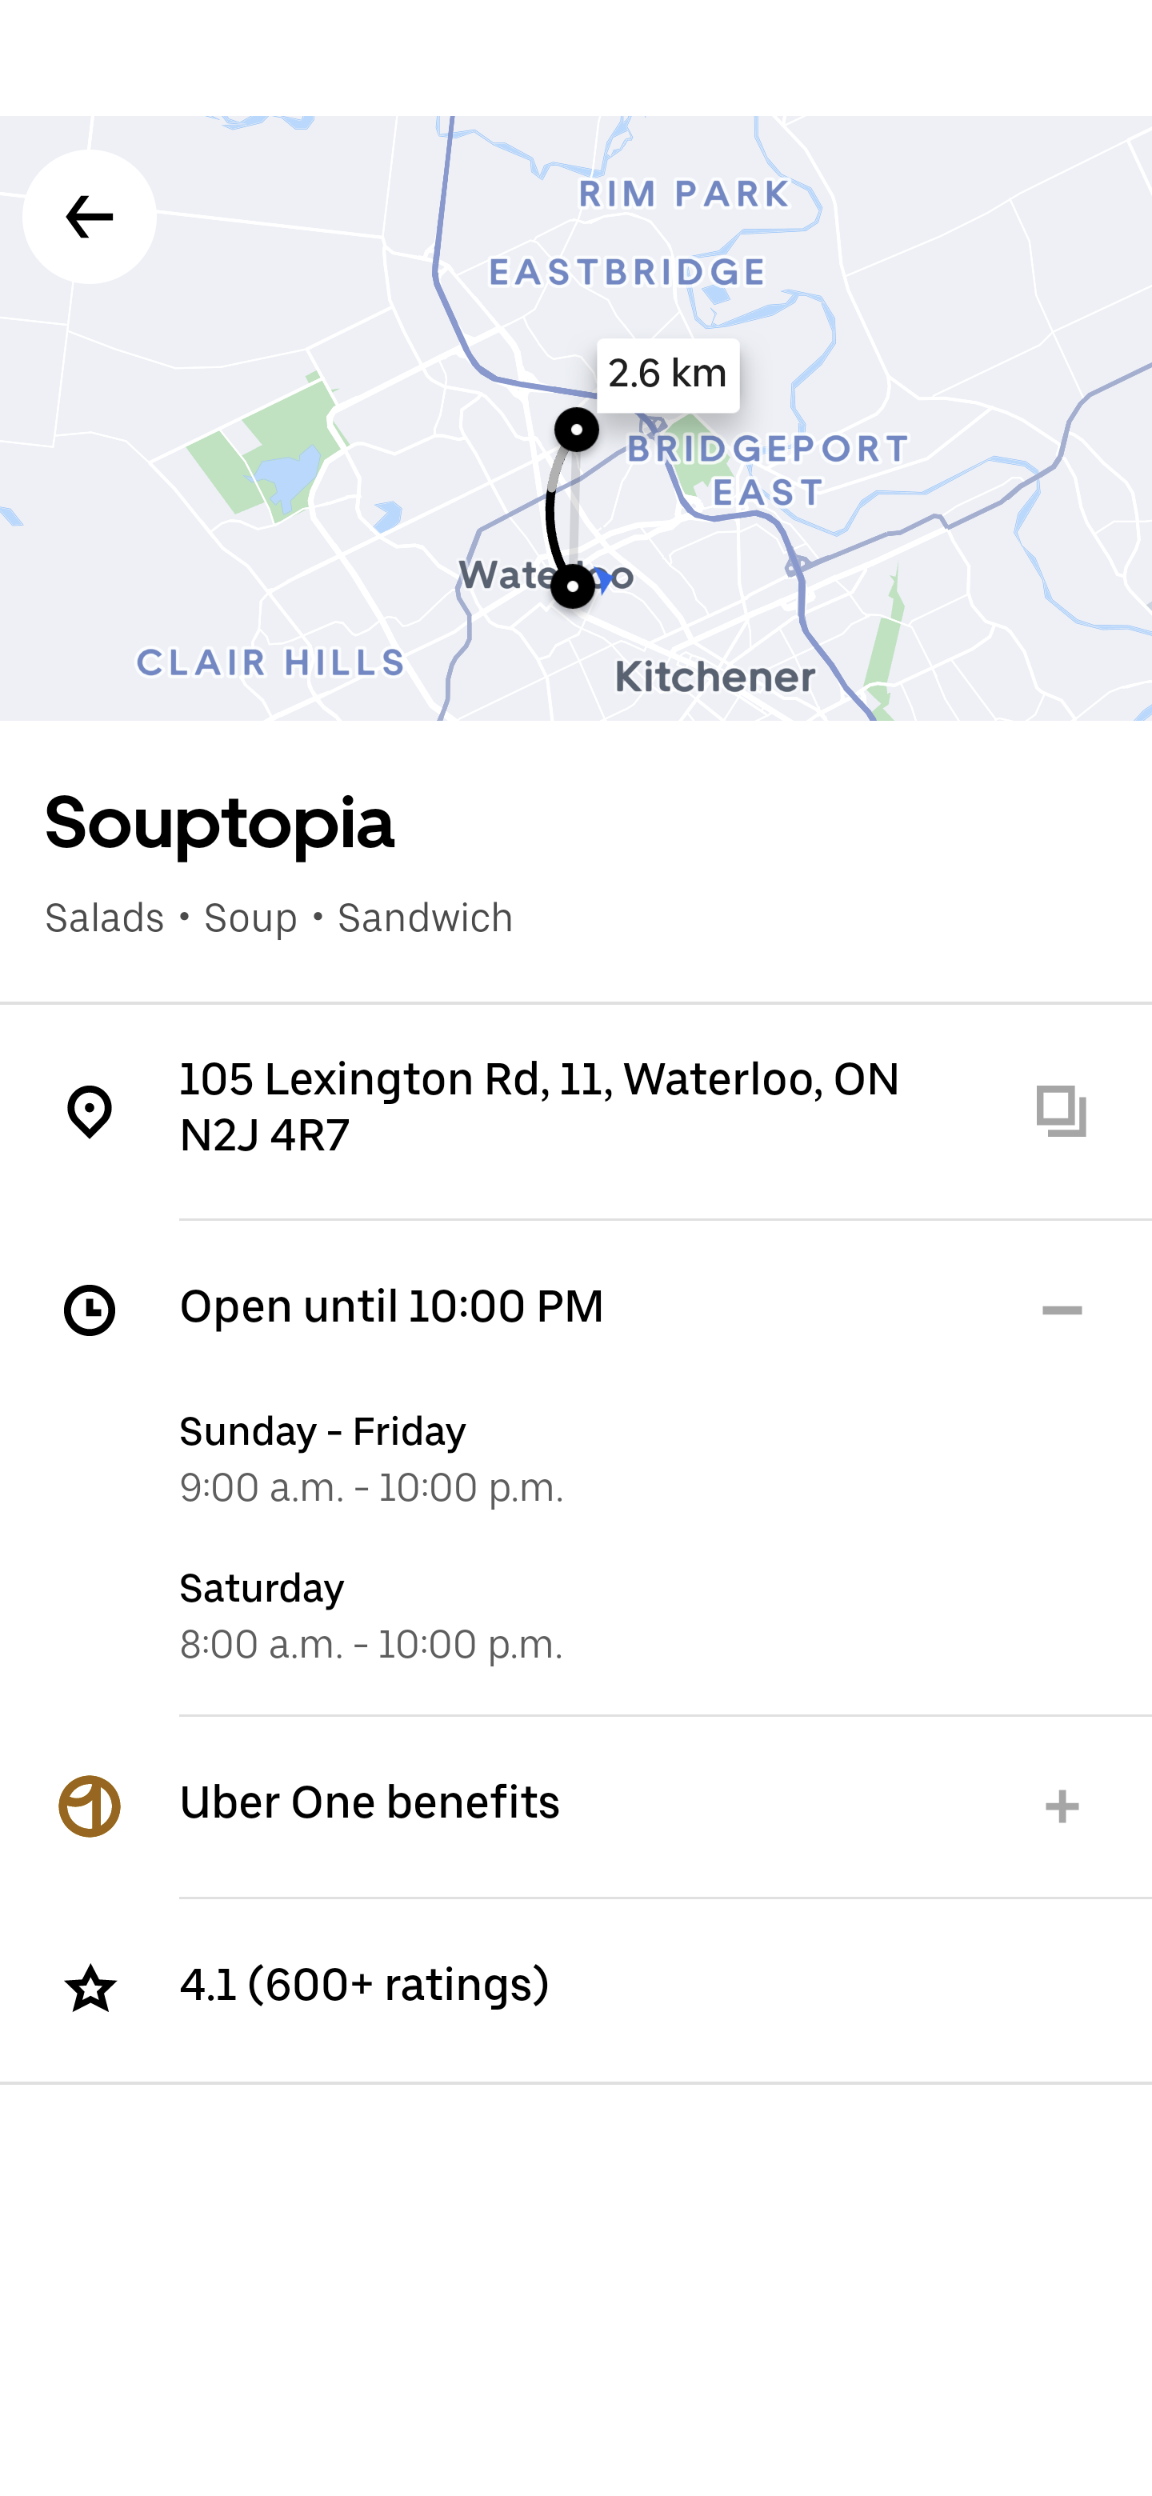 RIM PARK
EASTBRIDGE
2.6 km
BRIDGEPORT
EAST
Kitchener
CLAIR HILLS
Souptopia
Salads • Soup • Sandwich
105 Lexington Rd, 11, Waterloo, ON
N2J 4R7
Open until 10:00 PM
Sunday - Friday
9:00 a.m. - 10:00 p.m.
Saturday
8:00 a.m. - 10:00 p.m.
Uber One benefits
4.1 (600+ ratings)